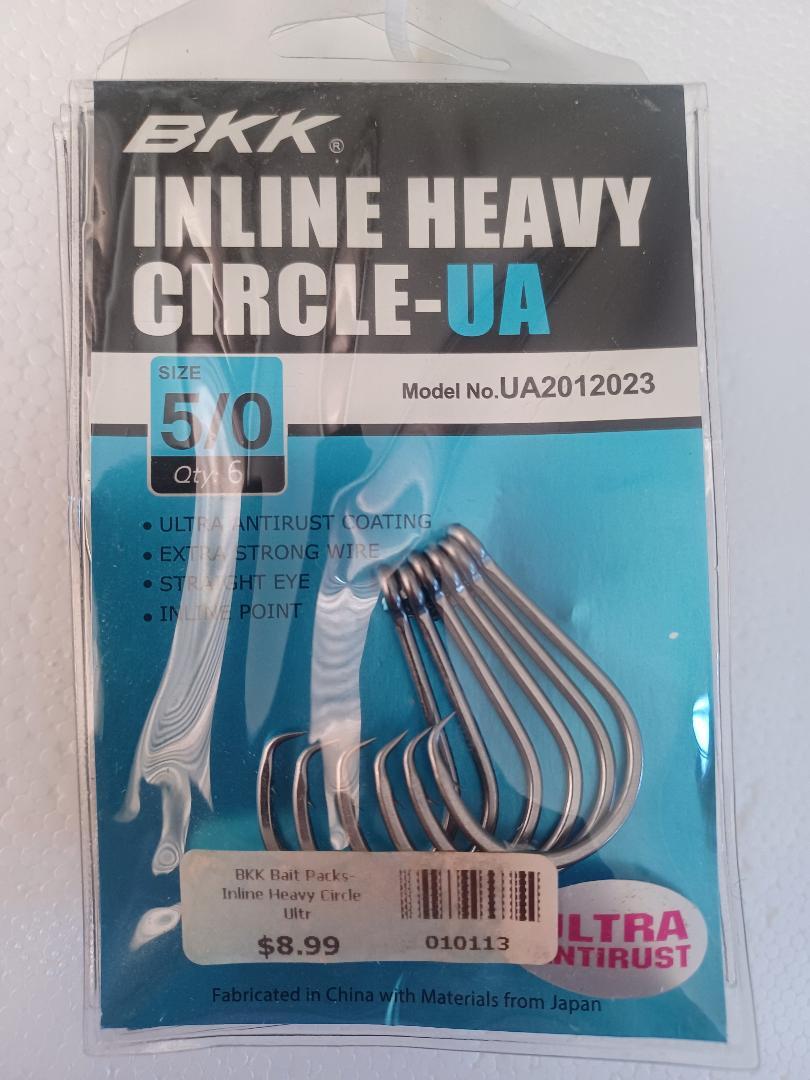 BKK®
INLINE HEAVY
CIRCLE-UA
SIZE
5/0
Qty: 6
Model No.UA2012023
• ULTRA ANTIRUST COATING
• EXTRA STRONG WIRE
• STRAIGHT EYE
• INLINE POINT
BKK Bait Packs-
Inline Heavy Circle
Ultr
$8.99
010113
ULTRA
ANTIRUST
Fabricated in China with Materials from Japan